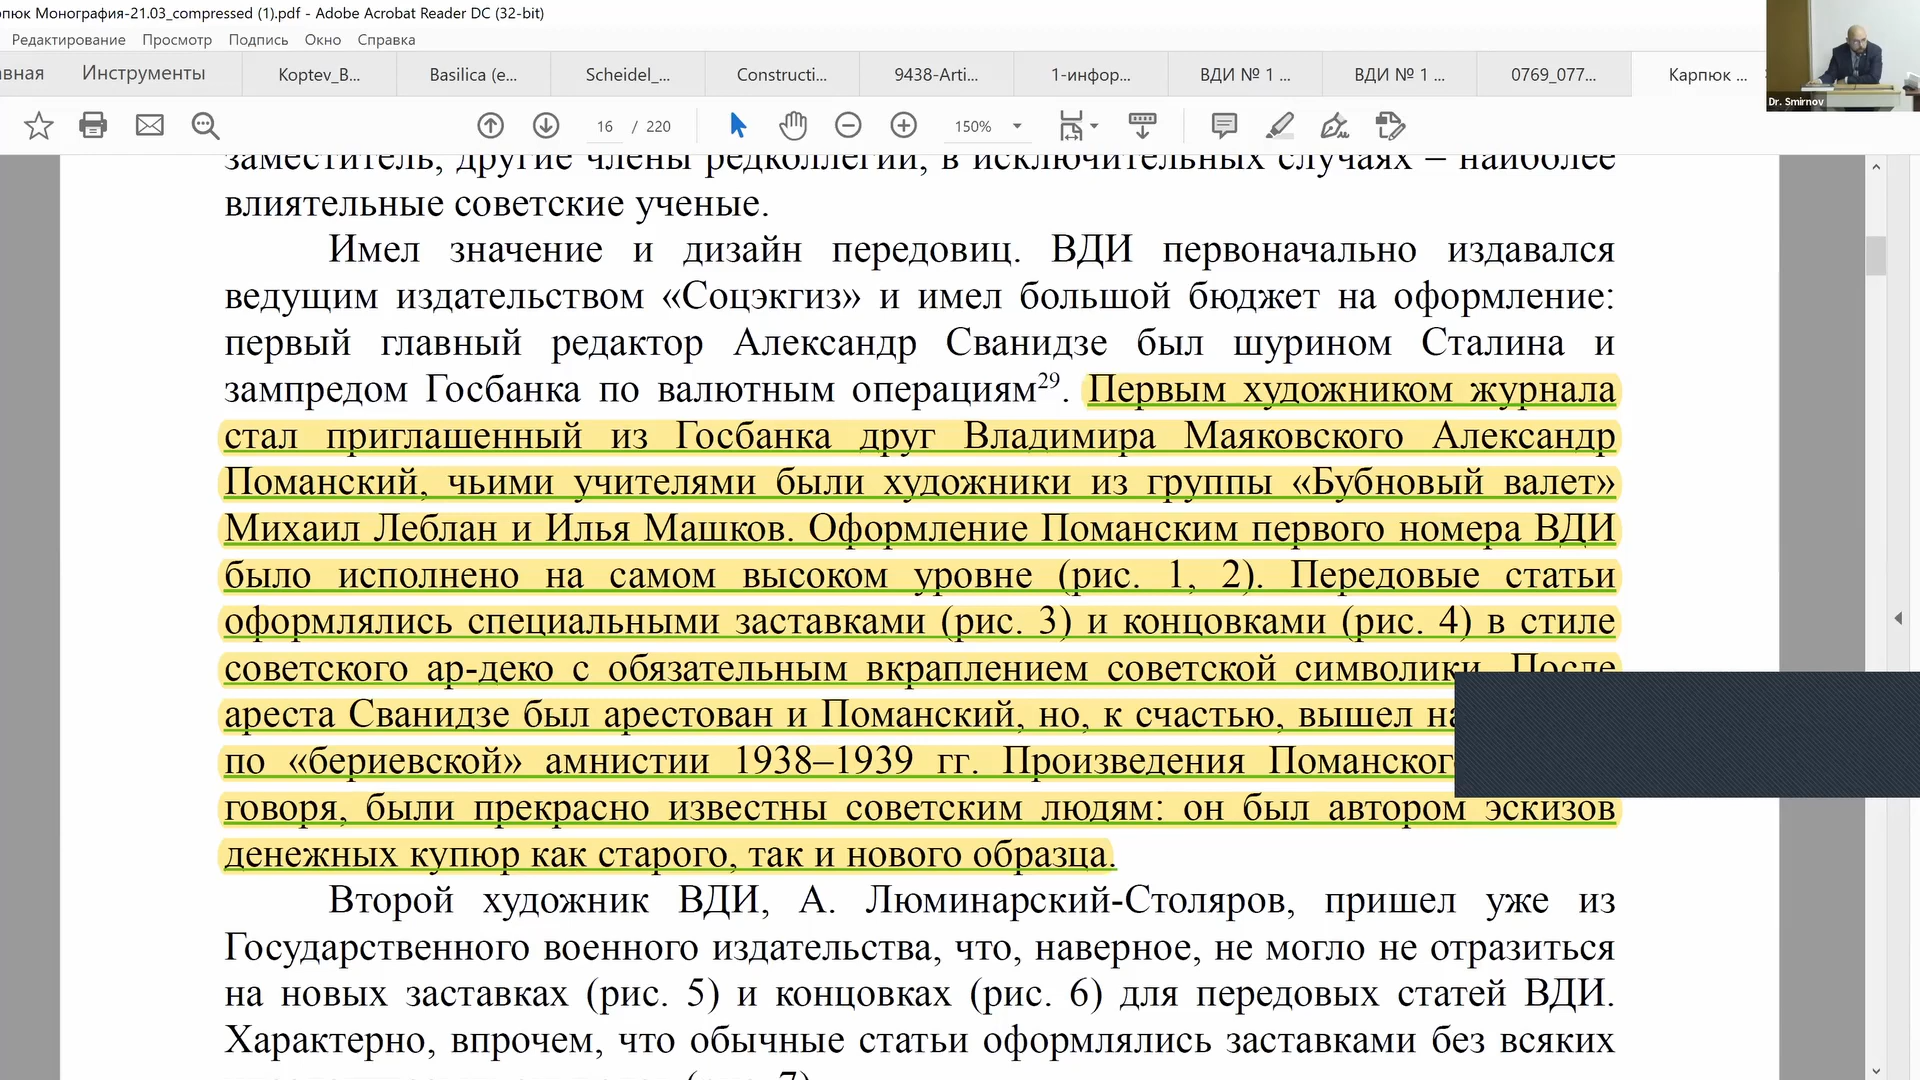 пюк Монография-21.03_compressed (1).pdf - Adobe Acrobat Reader DC (32-bit)
Редактирование Просмотр Подпись Окно Справка
вная Инструменты Koptev_B... Basilica (e... Scheidel_... Constructi... 9438-Arti... 1-инфор... ВДИ № 1 ... ВДИ № 1 ... 0769_077... Карпюк ...
16 / 220 150%
Dr. Smirnov
заместитель, другие члены редколлегии, в исключительных случаях – наиболее
влиятельные советские ученые.
Имел значение и дизайн передовиц. ВДИ первоначально издавался
ведущим издательством «Соцэкгиз» и имел большой бюджет на оформление:
первый главный редактор Александр Сванидзе был шурином Сталина и
зампредом Госбанка по валютным операциям29. Первым художником журнала
стал приглашенный из Госбанка друг Владимира Маяковского Александр
Поманский, чьими учителями были художники из группы «Бубновый валет»
Михаил Леблан и Илья Машков. Оформление Поманским первого номера ВДИ
было исполнено на самом высоком уровне (рис. 1, 2). Передовые статьи
оформлялись специальными заставками (рис. 3) и концовками (рис. 4) в стиле
советского ар-деко с обязательным вкраплением советской символики. После
ареста Сванидзе был арестован и Поманский, но, к счастью, вышел на
по «бериевской» амнистии 1938–1939 гг. Произведения Поманског
говоря, были прекрасно известны советским людям: он был автором эскизов
денежных купюр как старого, так и нового образца.
Второй художник ВДИ, А. Люминарский-Столяров, пришел уже из
Государственного военного издательства, что, наверное, не могло не отразиться
на новых заставках (рис. 5) и концовках (рис. 6) для передовых статей ВДИ.
Характерно, впрочем, что обычные статьи оформлялись заставками без всяких